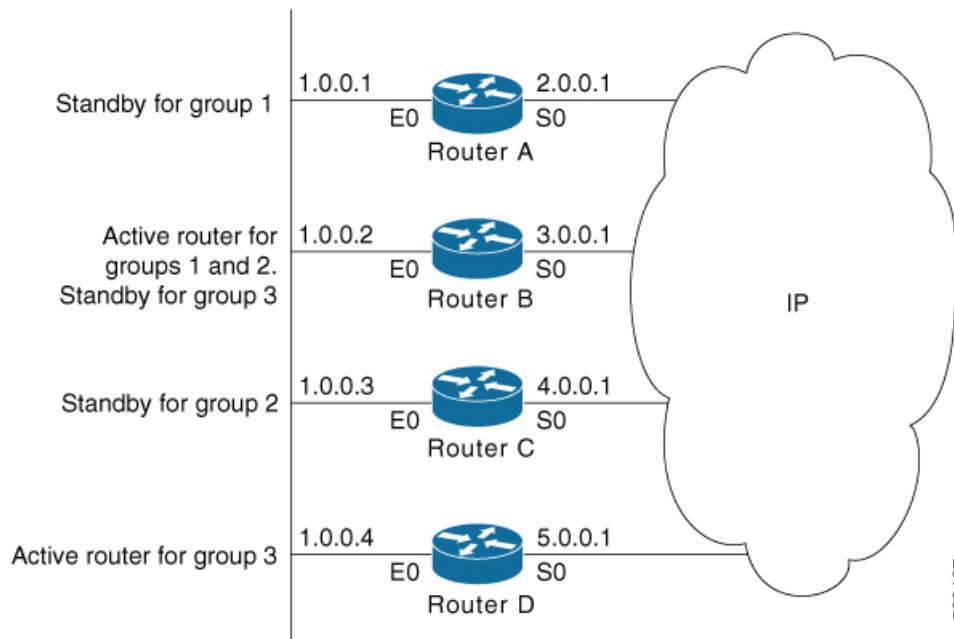 Standby for group 1
1.0.0.1
2.0.0.1
E0
S0
Router A
Active router for
groups 1 and 2.
Standby for group 3
1.0.0.2
3.0.0.1
E0
S0
Router B
IP
Standby for group 2
1.0.0.3
4.0.0.1
E0
S0
Router C
Active router for group 3
1.0.0.4
5.0.0.1
E0
S0
Router D